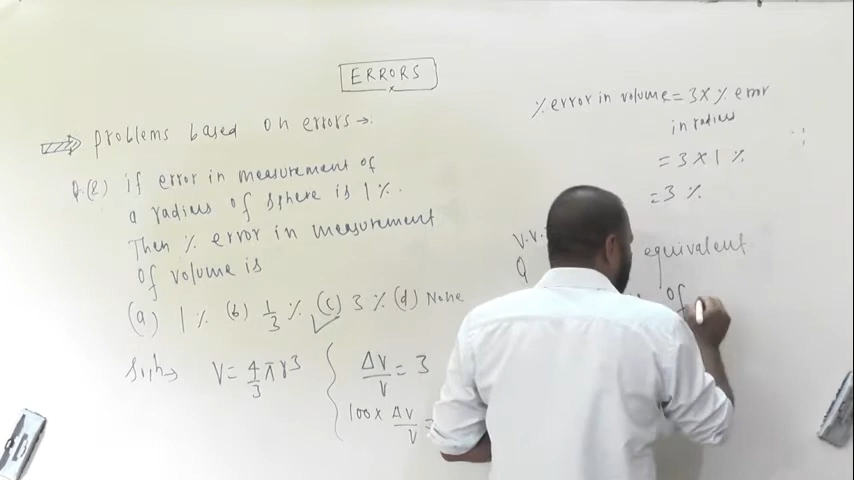 ERRORS
problems based on errors →.
Q.(2) if error in measurement of
a radius of sphere is 1 %.
Then % error in measurement
of volume is
(a) 1 % (b) 1/3 % (c) 3 % (d) None
V = 4/3 π r3
ΔV/V = 3
100 x ΔV/V =
% error in volume = 3 x % error
in radius
= 3 x 1 %
= 3 %
V.V.
equivalent
Q
of